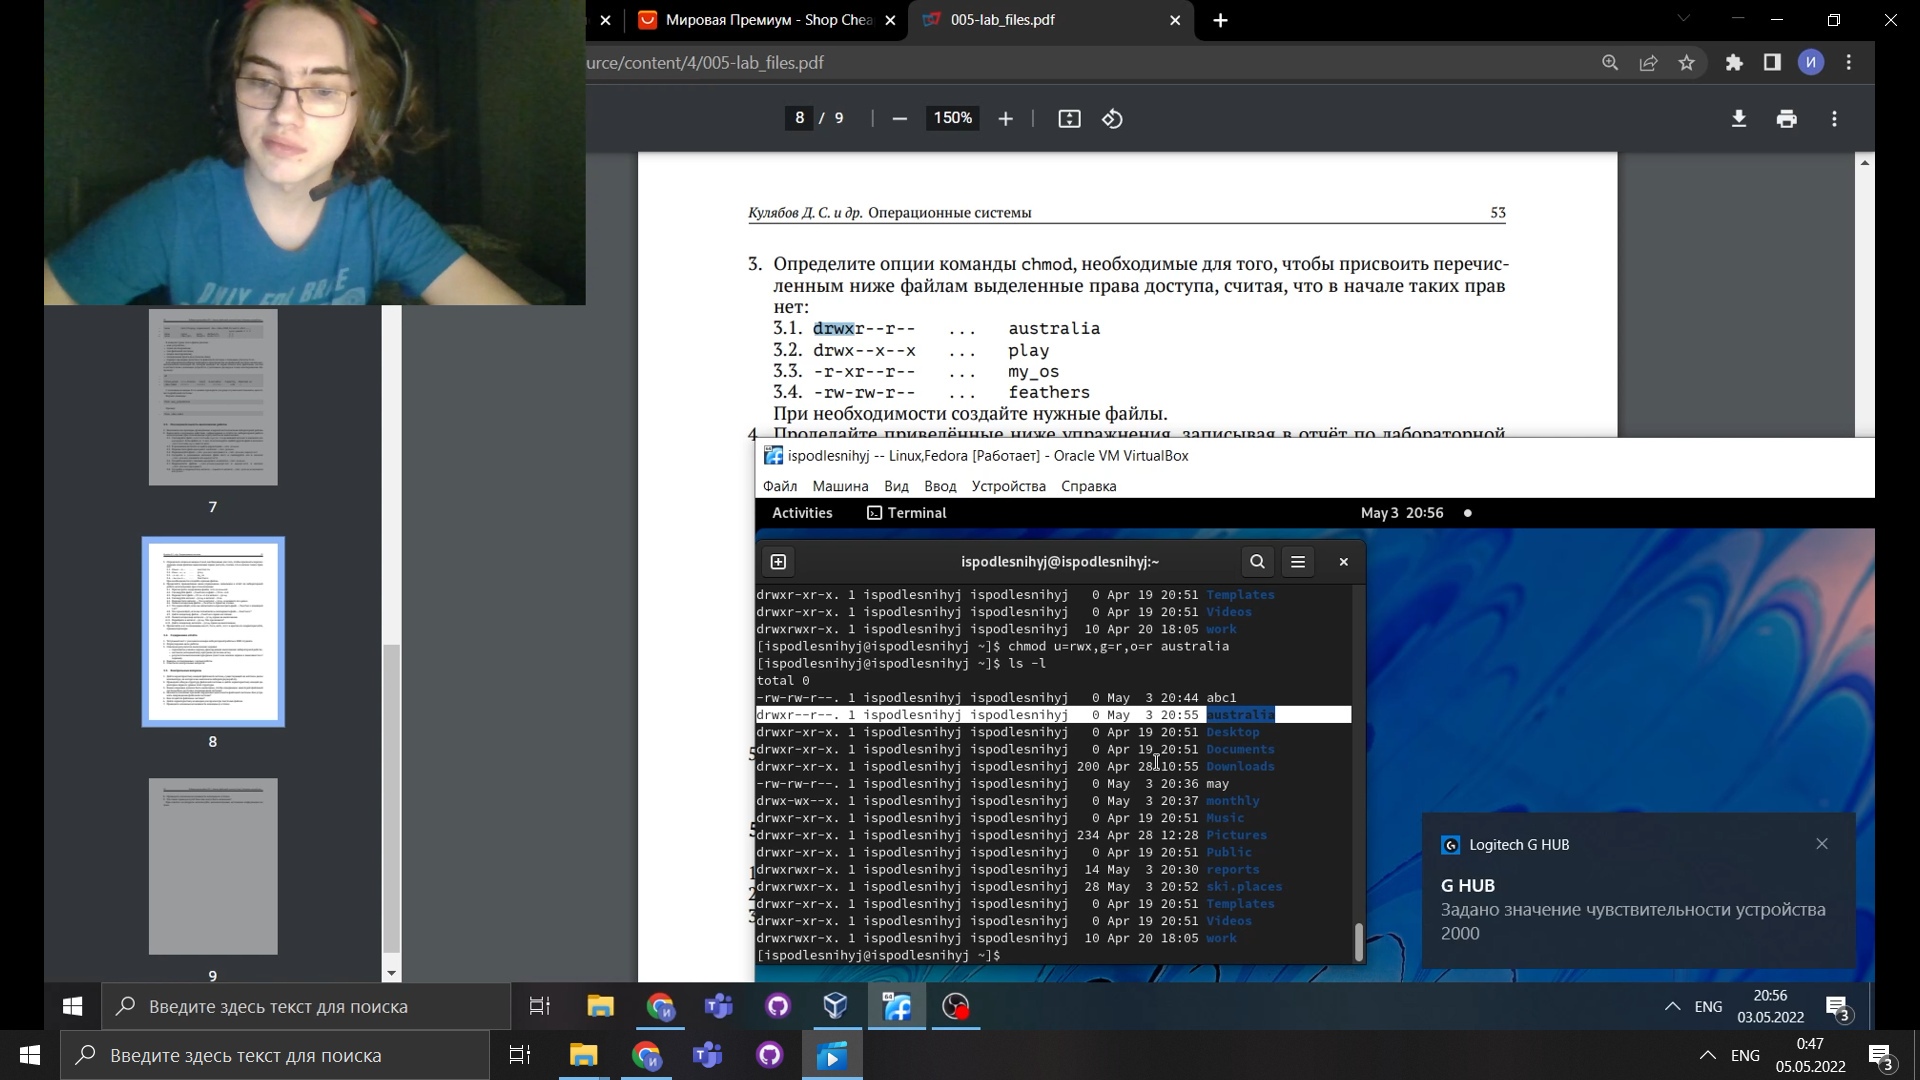 Мировая Премиум - Shop Chea
005-lab_files.pdf
urce/content/4/005-lab_files.pdf
И
8 / 9
150%
Кулябов Д. С. и др. Операционные системы 53
3. Определите опции команды chmod, необходимые для того, чтобы присвоить перечис-
ленным ниже файлам выделенные права доступа, считая, что в начале таких прав
нет:
3.1. drwxr--r-- ... australia
3.2. drwx--x--x ... play
3.3. -r-xr--r-- ... my_os
3.4. -rw-rw-r-- ... feathers
При необходимости создайте нужные файлы.
4 Проделайте приведённые ниже упражнения, записывая в отчёт по лабораторной
7
8
9
ispodlesnihyj -- Linux,Fedora [Работает] - Oracle VM VirtualBox
Файл Машина Вид Ввод Устройства Справка
Activities Terminal May 3 20:56
ispodlesnihyj@ispodlesnihyj:~
drwxr-xr-x. 1 ispodlesnihyj ispodlesnihyj 0 Apr 19 20:51 Templates
drwxr-xr-x. 1 ispodlesnihyj ispodlesnihyj 0 Apr 19 20:51 Videos
drwxrwxr-x. 1 ispodlesnihyj ispodlesnihyj 10 Apr 20 18:05 work
[ispodlesnihyj@ispodlesnihyj ~]$ chmod u=rwx,g=r,o=r australia
[ispodlesnihyj@ispodlesnihyj ~]$ ls -l
total 0
-rw-rw-r--. 1 ispodlesnihyj ispodlesnihyj 0 May 3 20:44 abc1
drwxr--r--. 1 ispodlesnihyj ispodlesnihyj 0 May 3 20:55 australia
drwxr-xr-x. 1 ispodlesnihyj ispodlesnihyj 0 Apr 19 20:51 Desktop
drwxr-xr-x. 1 ispodlesnihyj ispodlesnihyj 0 Apr 19 20:51 Documents
drwxr-xr-x. 1 ispodlesnihyj ispodlesnihyj 200 Apr 28 10:55 Downloads
-rw-rw-r--. 1 ispodlesnihyj ispodlesnihyj 0 May 3 20:36 may
drwx-wx--x. 1 ispodlesnihyj ispodlesnihyj 0 May 3 20:37 monthly
drwxr-xr-x. 1 ispodlesnihyj ispodlesnihyj 0 Apr 19 20:51 Music
drwxr-xr-x. 1 ispodlesnihyj ispodlesnihyj 234 Apr 28 12:28 Pictures
drwxr-xr-x. 1 ispodlesnihyj ispodlesnihyj 0 Apr 19 20:51 Public
drwxrwxr-x. 1 ispodlesnihyj ispodlesnihyj 14 May 3 20:30 reports
drwxrwxr-x. 1 ispodlesnihyj ispodlesnihyj 28 May 3 20:52 ski.places
drwxr-xr-x. 1 ispodlesnihyj ispodlesnihyj 0 Apr 19 20:51 Templates
drwxr-xr-x. 1 ispodlesnihyj ispodlesnihyj 0 Apr 19 20:51 Videos
drwxrwxr-x. 1 ispodlesnihyj ispodlesnihyj 10 Apr 20 18:05 work
[ispodlesnihyj@ispodlesnihyj ~]$
Logitech G HUB
G HUB
Задано значение чувствительности устройства
2000
Введите здесь текст для поиска
ENG
20:56
03.05.2022
3
Введите здесь текст для поиска
ENG
0:47
05.05.2022
3